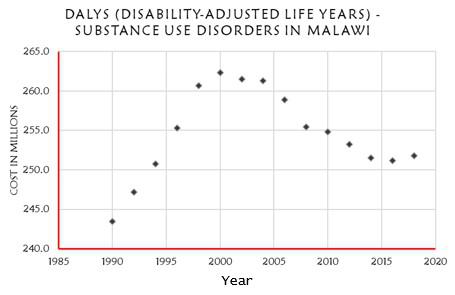 DALYS (DISABILITY-ADJUSTED LIFE YEARS) -
SUBSTANCE USE DISORDERS IN MALAWI
COST IN MILLIONS
265.0
260.0
255.0
250.0
245.0
240.0
1985 1990 1995 2000 2005 2010 2015 2020
Year